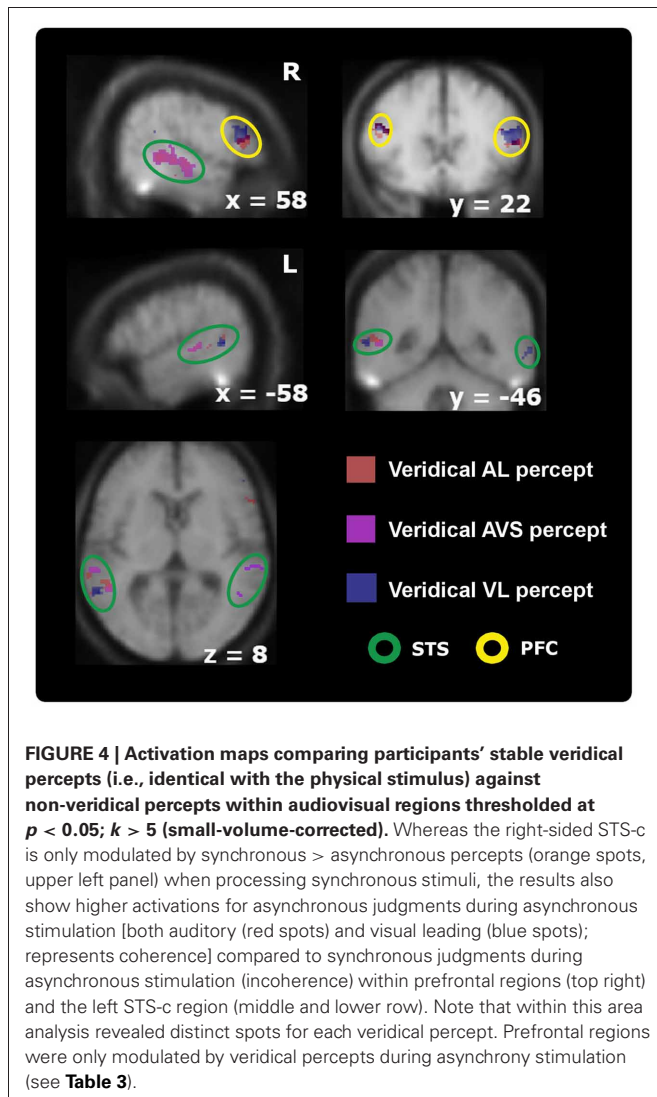 R
x = 58
y = 22
L
x = -58
y = -46
Veridical AL percept
Veridical AVS percept
Veridical VL percept
STS
PFC
z = 8
FIGURE 4 | Activation maps comparing participants' stable veridical
percepts (i.e., identical with the physical stimulus) against
non-veridical percepts within audiovisual regions thresholded at
p < 0.05; k > 5 (small-volume-corrected). Whereas the right-sided STS-c
is only modulated by synchronous > asynchronous percepts (orange spots,
upper left panel) when processing synchronous stimuli, the results also
show higher activations for asynchronous judgments during asynchronous
stimulation [both auditory (red spots) and visual leading (blue spots);
represents coherence] compared to synchronous judgments during
asynchronous stimulation (incoherence) within prefrontal regions (top right)
and the left STS-c region (middle and lower row). Note that within this area
analysis revealed distinct spots for each veridical percept. Prefrontal regions
were only modulated by veridical percepts during asynchrony stimulation
(see Table 3).